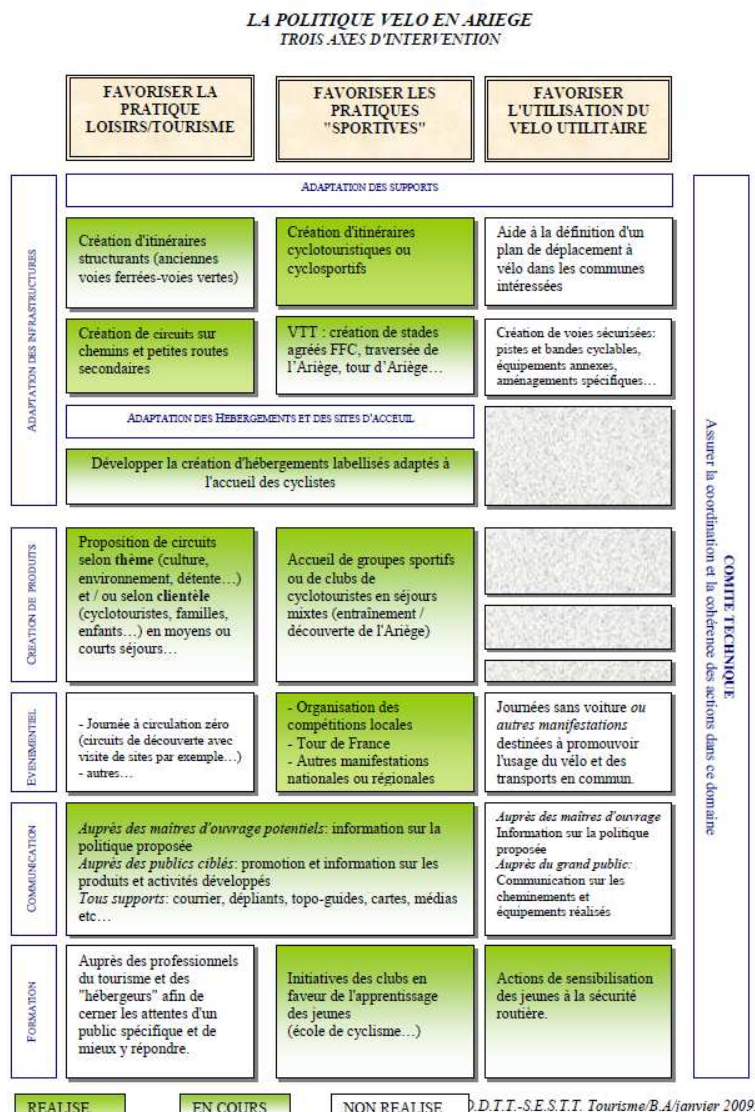 LA POLITIQUE VELO EN ARIEGE
TROIS AXES D'INTERVENTION
FAVORISER LA
PRATIQUE
LOISIRS/TOURISME
FAVORISER LES
PRATIQUES
"SPORTIVES"
FAVORISER
L'UTILISATION DU
VELO UTILITAIRE
ADAPTATION DES INFRASTRUCTURES
ADAPTATION DES SUPPORTS
Création d'itinéraires
structurants (anciennes
voies ferrées-voies vertes)
Création d'itinéraires
cyclotouristiques ou
cyclosportifs
Aide à la définition d'un
plan de déplacement à
vélo dans les communes
intéressées
Création de circuits sur
chemins et petites routes
secondaires
VTT : création de stades
agréés FFC, traversée de
l'Ariège, tour d'Ariège…
Création de voies sécurisées:
pistes et bandes cyclables,
équipements annexes,
aménagements spécifiques…
ADAPTATION DES HEBERGEMENTS ET DES SITES D'ACCEUIL
Développer la création d'hébergements labellisés adaptés à
l'accueil des cyclistes
CREATION DE PRODUITS
Proposition de circuits
selon thème (culture,
environnement, détente…)
et / ou selon clientèle
(cyclotouristes, familles,
enfants…) en moyens ou
courts séjours…
Accueil de groupes sportifs
ou de clubs de
cyclotouristes en séjours
mixtes (entraînement /
découverte de l'Ariège)
EVENEMENTIEL
- Journée à circulation zéro
(circuits de découverte avec
visite de sites par exemple…)
- autres…
- Organisation des
compétitions locales
- Tour de France
- Autres manifestations
nationales ou régionales
Journées sans voiture ou
autres manifestations
destinées à promouvoir
l'usage du vélo et des
transports en commun.
COMMUNICATION
Auprès des maîtres d'ouvrage potentiels: information sur la
politique proposée
Auprès des publics ciblés: promotion et information sur les
produits et activités développés
Tous supports: courrier, dépliants, topo-guides, cartes, médias
etc…
Auprès des maîtres d'ouvrage
Information sur la politique
proposée
Auprès du grand public:
Communication sur les
cheminements et
équipements réalisés
FORMATION
Auprès des professionnels
du tourisme et des
"hébergeurs" afin de
cerner les attentes d'un
public spécifique et de
mieux y répondre.
Initiatives des clubs en
faveur de l'apprentissage
des jeunes
(école de cyclisme…)
Actions de sensibilisation
des jeunes à la sécurité
routière.
COMITE TECHNIQUE
Assurer la coordination et la cohérence des actions dans ce domaine
REALISE
EN COURS
NON REALISE
D.D.T.T.-S.E.S.T.T. Tourisme/B.A/janvier 2009